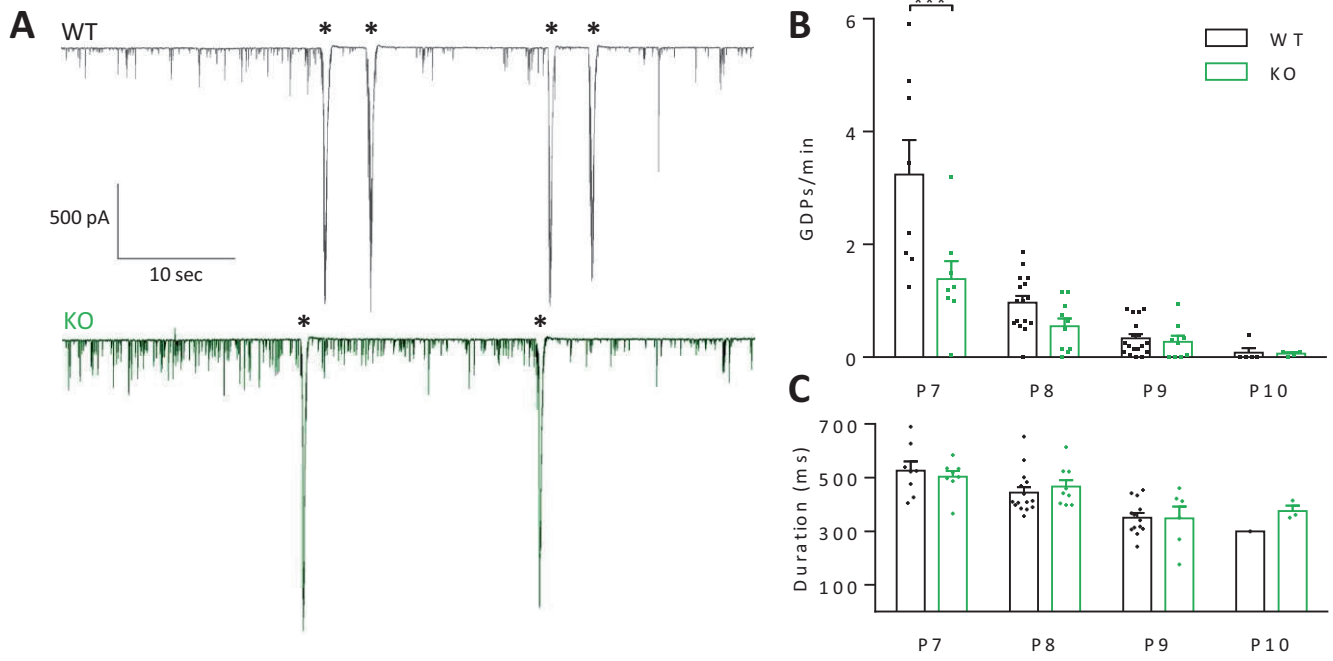 A
WT
* * * *
500 pA
10 sec
KO
* *
B
***
WT
KO
GDPs/min
6
4
2
0
P7 P8 P9 P10
C
Duration (ms)
700
500
300
100
P7 P8 P9 P10